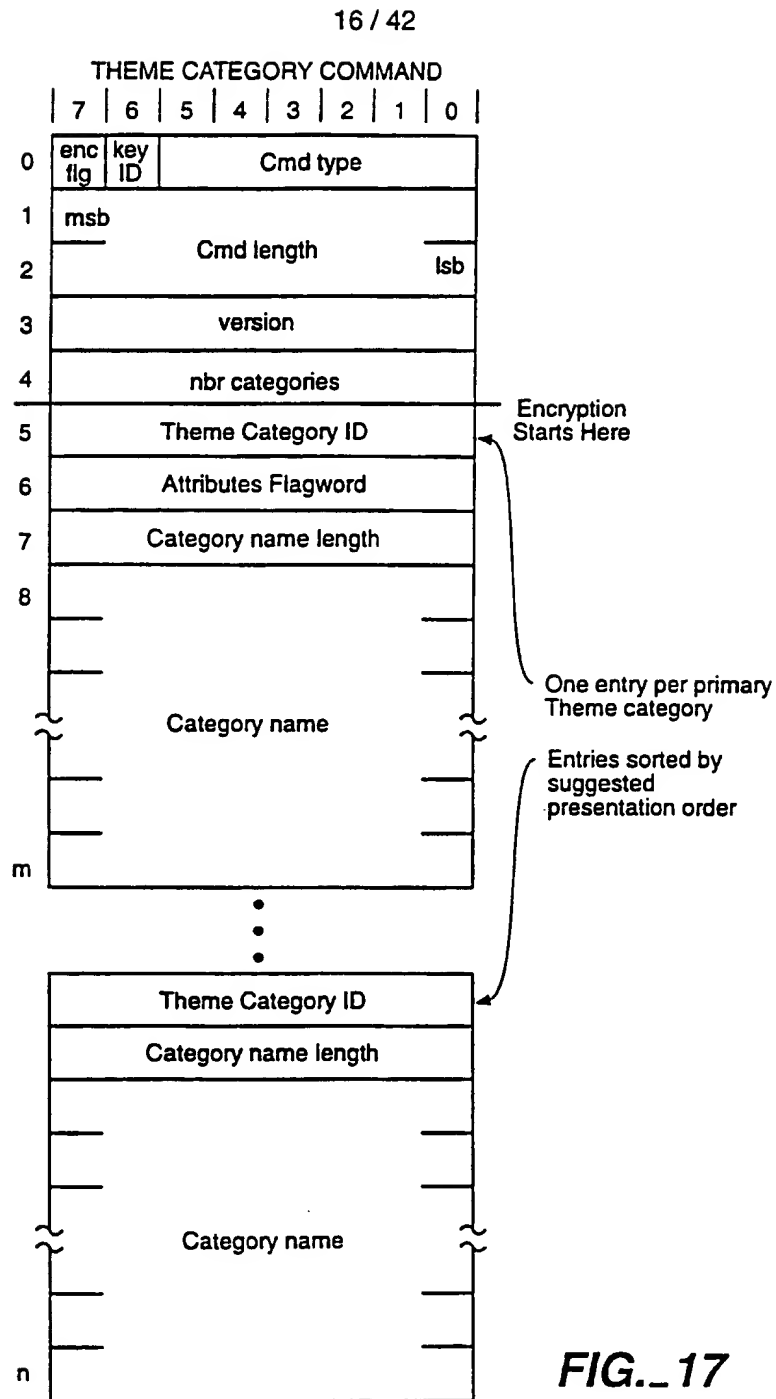 16 / 42
THEME CATEGORY COMMAND
7 6 5 4 3 2 1 0
0 enc flg key ID Cmd type
1 msb
Cmd length
2 lsb
3 version
4 nbr categories
Encryption
Starts Here
5 Theme Category ID
6 Attributes Flagword
7 Category name length
8
One entry per primary
Theme category
Category name
Entries sorted by
suggested
presentation order
m
Theme Category ID
Category name length
Category name
n
FIG._17